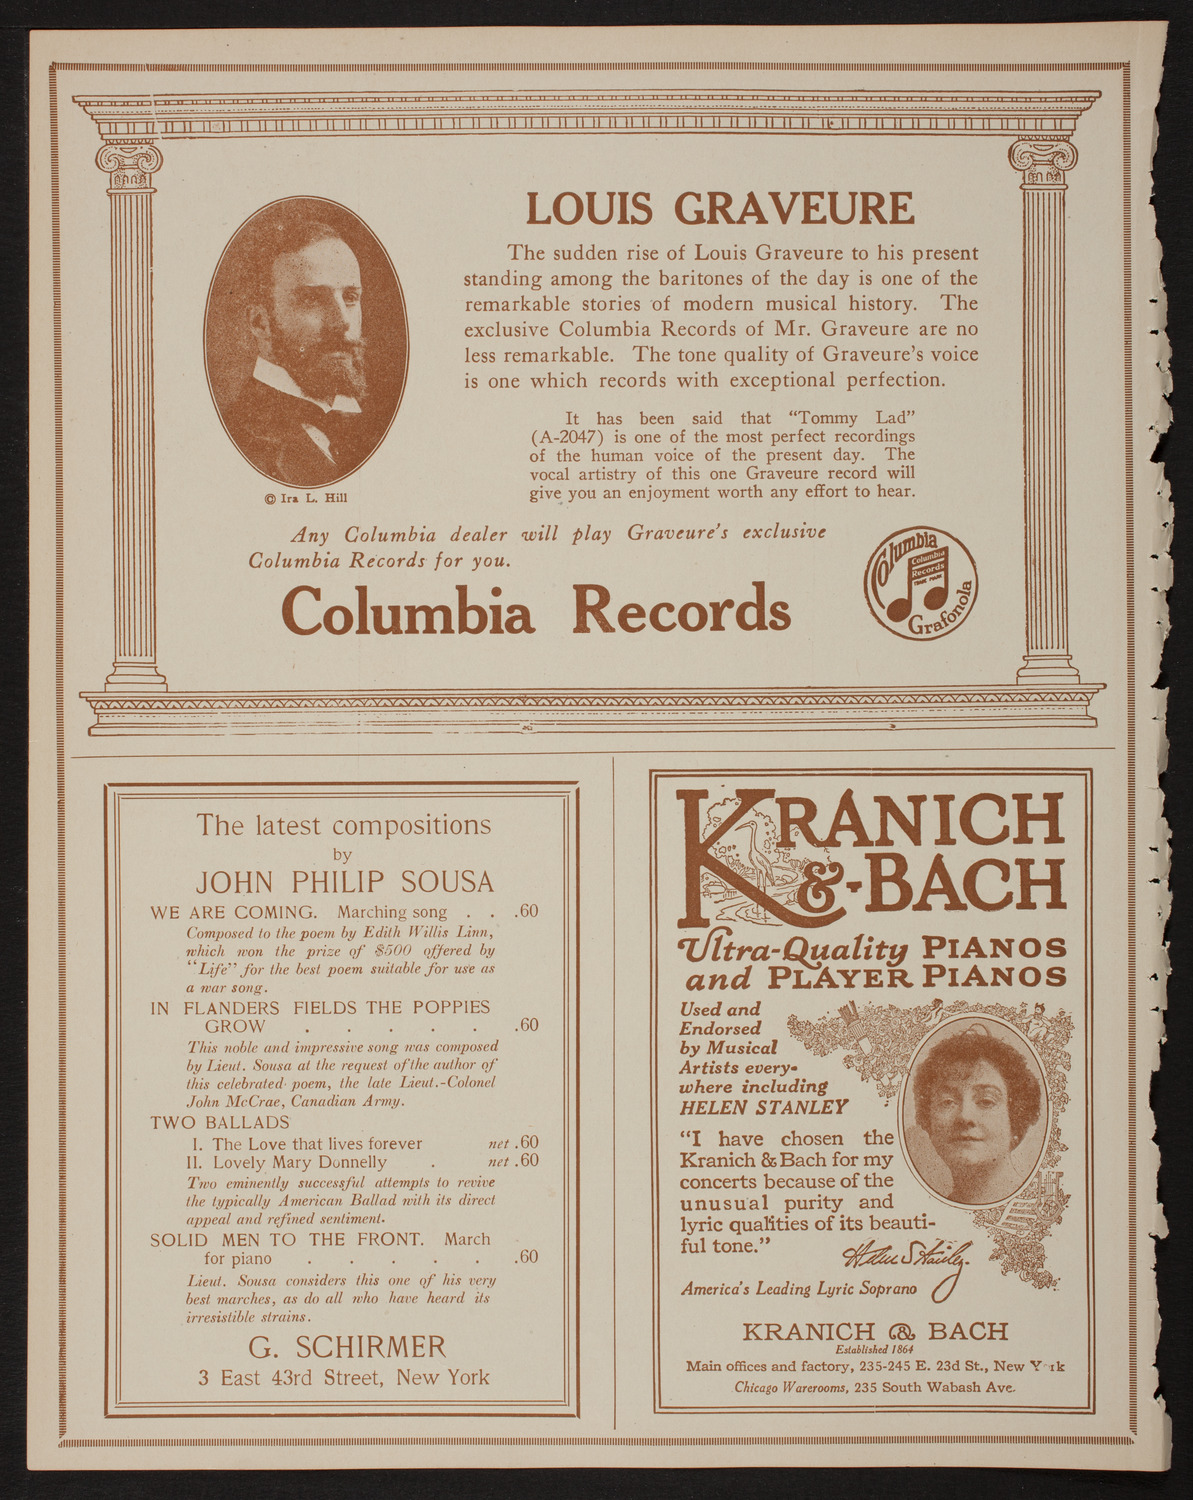 LOUIS GRAVEURE
The sudden rise of Louis Graveure to his present
standing among the baritones of the day is one of the
remarkable stories of modern musical history. The
exclusive Columbia Records of Mr. Graveure are no
less remarkable. The tone quality of Graveure's voice
is one which records with exceptional perfection.
It has been said that "Tommy Lad"
(A-2047) is one of the most perfect recordings
of the human voice of the present day. The
vocal artistry of this one Graveure record will
give you an enjoyment worth any effort to hear.
© Ira L. Hill
Any Columbia dealer will play Graveure's exclusive
Columbia Records for you.
Columbia Records
Columbia
Columbia
Records
TRADE MARK
Grafonola
The latest compositions
by
JOHN PHILIP SOUSA
WE ARE COMING. Marching song . . .60
Composed to the poem by Edith Willis Linn,
which won the prize of $500 offered by
"Life" for the best poem suitable for use as
a war song.
IN FLANDERS FIELDS THE POPPIES
GROW . . . . . .60
This noble and impressive song was composed
by Lieut. Sousa at the request of the author of
this celebrated poem, the late Lieut.-Colonel
John McCrae, Canadian Army.
TWO BALLADS
I. The Love that lives forever net .60
II. Lovely Mary Donnelly . net .60
Two eminently successful attempts to revive
the typically American Ballad with its direct
appeal and refined sentiment.
SOLID MEN TO THE FRONT. March
for piano . . . . . .60
Lieut. Sousa considers this one of his very
best marches, as do all who have heard its
irresistible strains.
G. SCHIRMER
3 East 43rd Street, New York
KRANICH
&-BACH
Ultra-Quality PIANOS
and PLAYER PIANOS
Used and
Endorsed
by Musical
Artists every-
where including
HELEN STANLEY
"I have chosen the
Kranich & Bach for my
concerts because of the
unusual purity and
lyric qualities of its beauti-
ful tone."
Helen Stanley.
America's Leading Lyric Soprano
KRANICH & BACH
Established 1864
Main offices and factory, 235-245 E. 23d St., New Y rk
Chicago Warerooms, 235 South Wabash Ave.